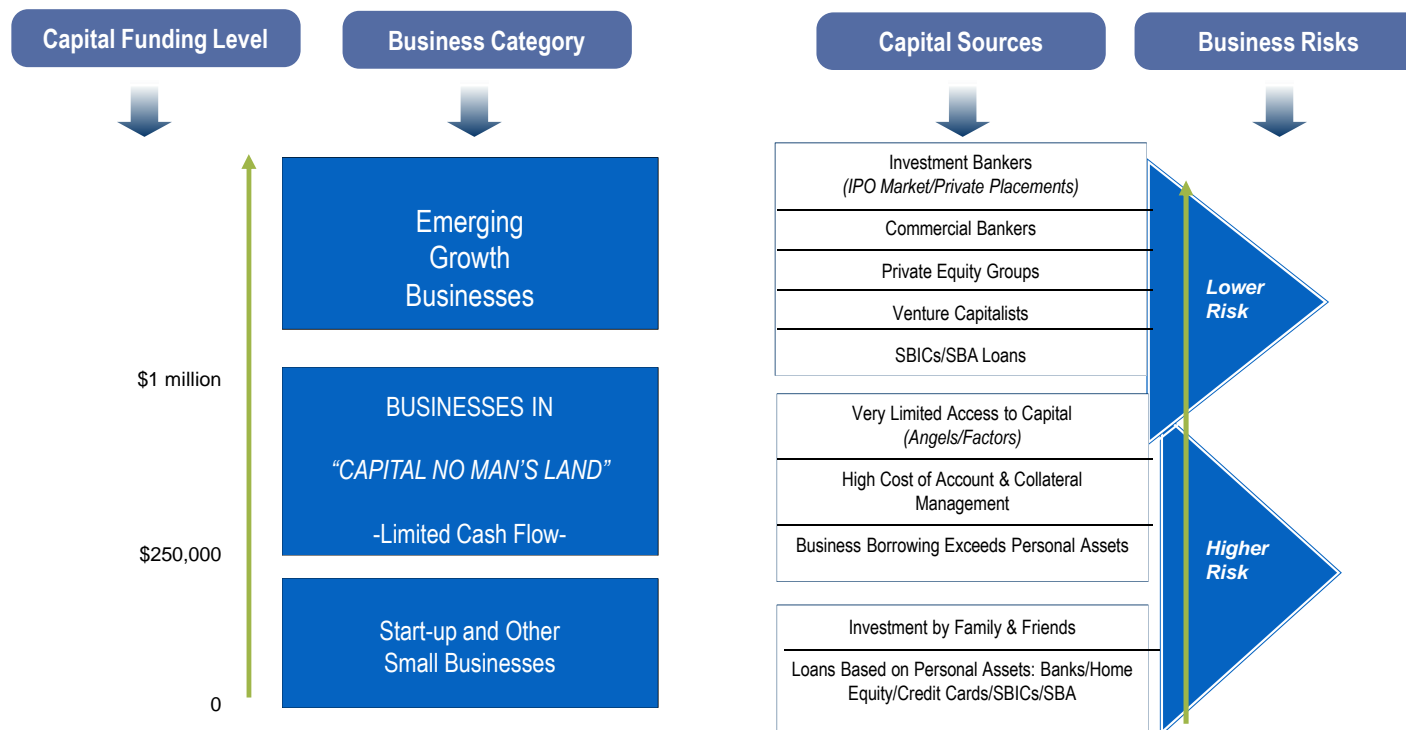 Capital Funding Level
Business Category
Capital Sources
Business Risks
Emerging
Growth
Businesses
$1 million
BUSINESSES IN
“CAPITAL NO MAN’S LAND”
-Limited Cash Flow-
$250,000
Start-up and Other
Small Businesses
0
Investment Bankers
(IPO Market/Private Placements)
Commercial Bankers
Private Equity Groups
Venture Capitalists
SBICs/SBA Loans
Very Limited Access to Capital
(Angels/Factors)
High Cost of Account & Collateral
Management
Business Borrowing Exceeds Personal Assets
Investment by Family & Friends
Loans Based on Personal Assets: Banks/Home
Equity/Credit Cards/SBICs/SBA
Lower
Risk
Higher
Risk